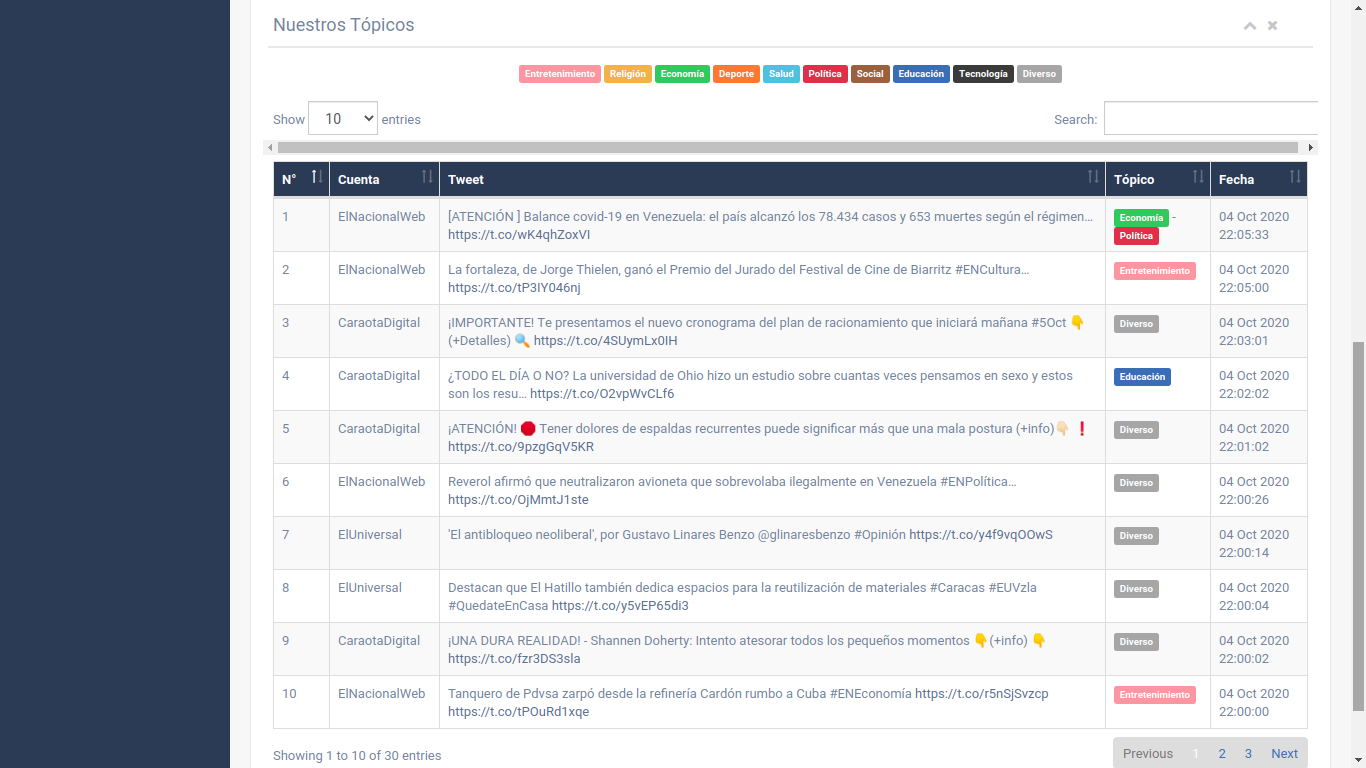 Nuestros Tópicos
Entretenimiento Religión Economía Deporte Salud Política Social Educación Tecnología Diverso
Show 10 entries Search:
N° Cuenta Tweet Tópico Fecha
1 ElNacionalWeb [ATENCIÓN ] Balance covid-19 en Venezuela: el país alcanzó los 78.434 casos y 653 muertes según el régimen… Economía - 04 Oct 2020
https://t.co/wK4qhZoxVI Política 22:05:33
2 ElNacionalWeb La fortaleza, de Jorge Thielen, ganó el Premio del Jurado del Festival de Cine de Biarritz #ENCultura… Entretenimiento 04 Oct 2020
https://t.co/tP3IY046nj 22:05:00
3 CaraotaDigital ¡IMPORTANTE! Te presentamos el nuevo cronograma del plan de racionamiento que iniciará mañana #5Oct 👇 Diverso 04 Oct 2020
(+Detalles) 🔍 https://t.co/4SUymLx0IH 22:03:01
4 CaraotaDigital ¿TODO EL DÍA O NO? La universidad de Ohio hizo un estudio sobre cuantas veces pensamos en sexo y estos Educación 04 Oct 2020
son los resu… https://t.co/O2vpWvCLf6 22:02:02
5 CaraotaDigital ¡ATENCIÓN! 🛑 Tener dolores de espaldas recurrentes puede significar más que una mala postura (+info)👇🏻 ❗ Diverso 04 Oct 2020
https://t.co/9pzgGqV5KR 22:01:02
6 ElNacionalWeb Reverol afirmó que neutralizaron avioneta que sobrevolaba ilegalmente en Venezuela #ENPolítica… Diverso 04 Oct 2020
https://t.co/OjMmtJ1ste 22:00:26
7 ElUniversal 'El antibloqueo neoliberal', por Gustavo Linares Benzo @glinaresbenzo #Opinión https://t.co/y4f9vqOOwS Diverso 04 Oct 2020
22:00:14
8 ElUniversal Destacan que El Hatillo también dedica espacios para la reutilización de materiales #Caracas #EUVzla Diverso 04 Oct 2020
#QuedateEnCasa https://t.co/y5vEP65di3 22:00:04
9 CaraotaDigital ¡UNA DURA REALIDAD! - Shannen Doherty: Intento atesorar todos los pequeños momentos 👇(+info) 👇 Diverso 04 Oct 2020
https://t.co/fzr3DS3sla 22:00:02
10 ElNacionalWeb Tanquero de Pdvsa zarpó desde la refinería Cardón rumbo a Cuba #ENEconomía https://t.co/r5nSjSvzcp Entretenimiento 04 Oct 2020
https://t.co/tPOuRd1xqe 22:00:00
Showing 1 to 10 of 30 entries Previous 1 2 3 Next